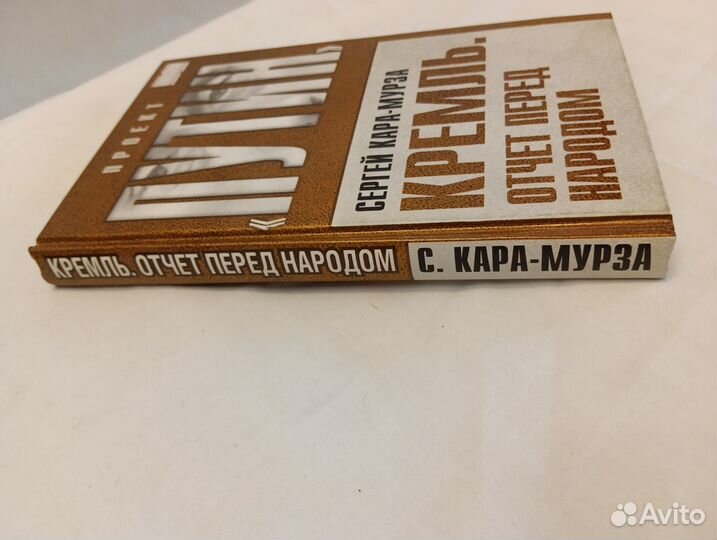 ПРОЕКТ
«ПУТИН»
СЕРГЕЙ КАРА-МУРЗА
КРЕМЛЬ.
ОТЧЕТ ПЕРЕД
НАРОДОМ
КРЕМЛЬ. ОТЧЕТ ПЕРЕД НАРОДОМ
С. КАРА-МУРЗА
Avito